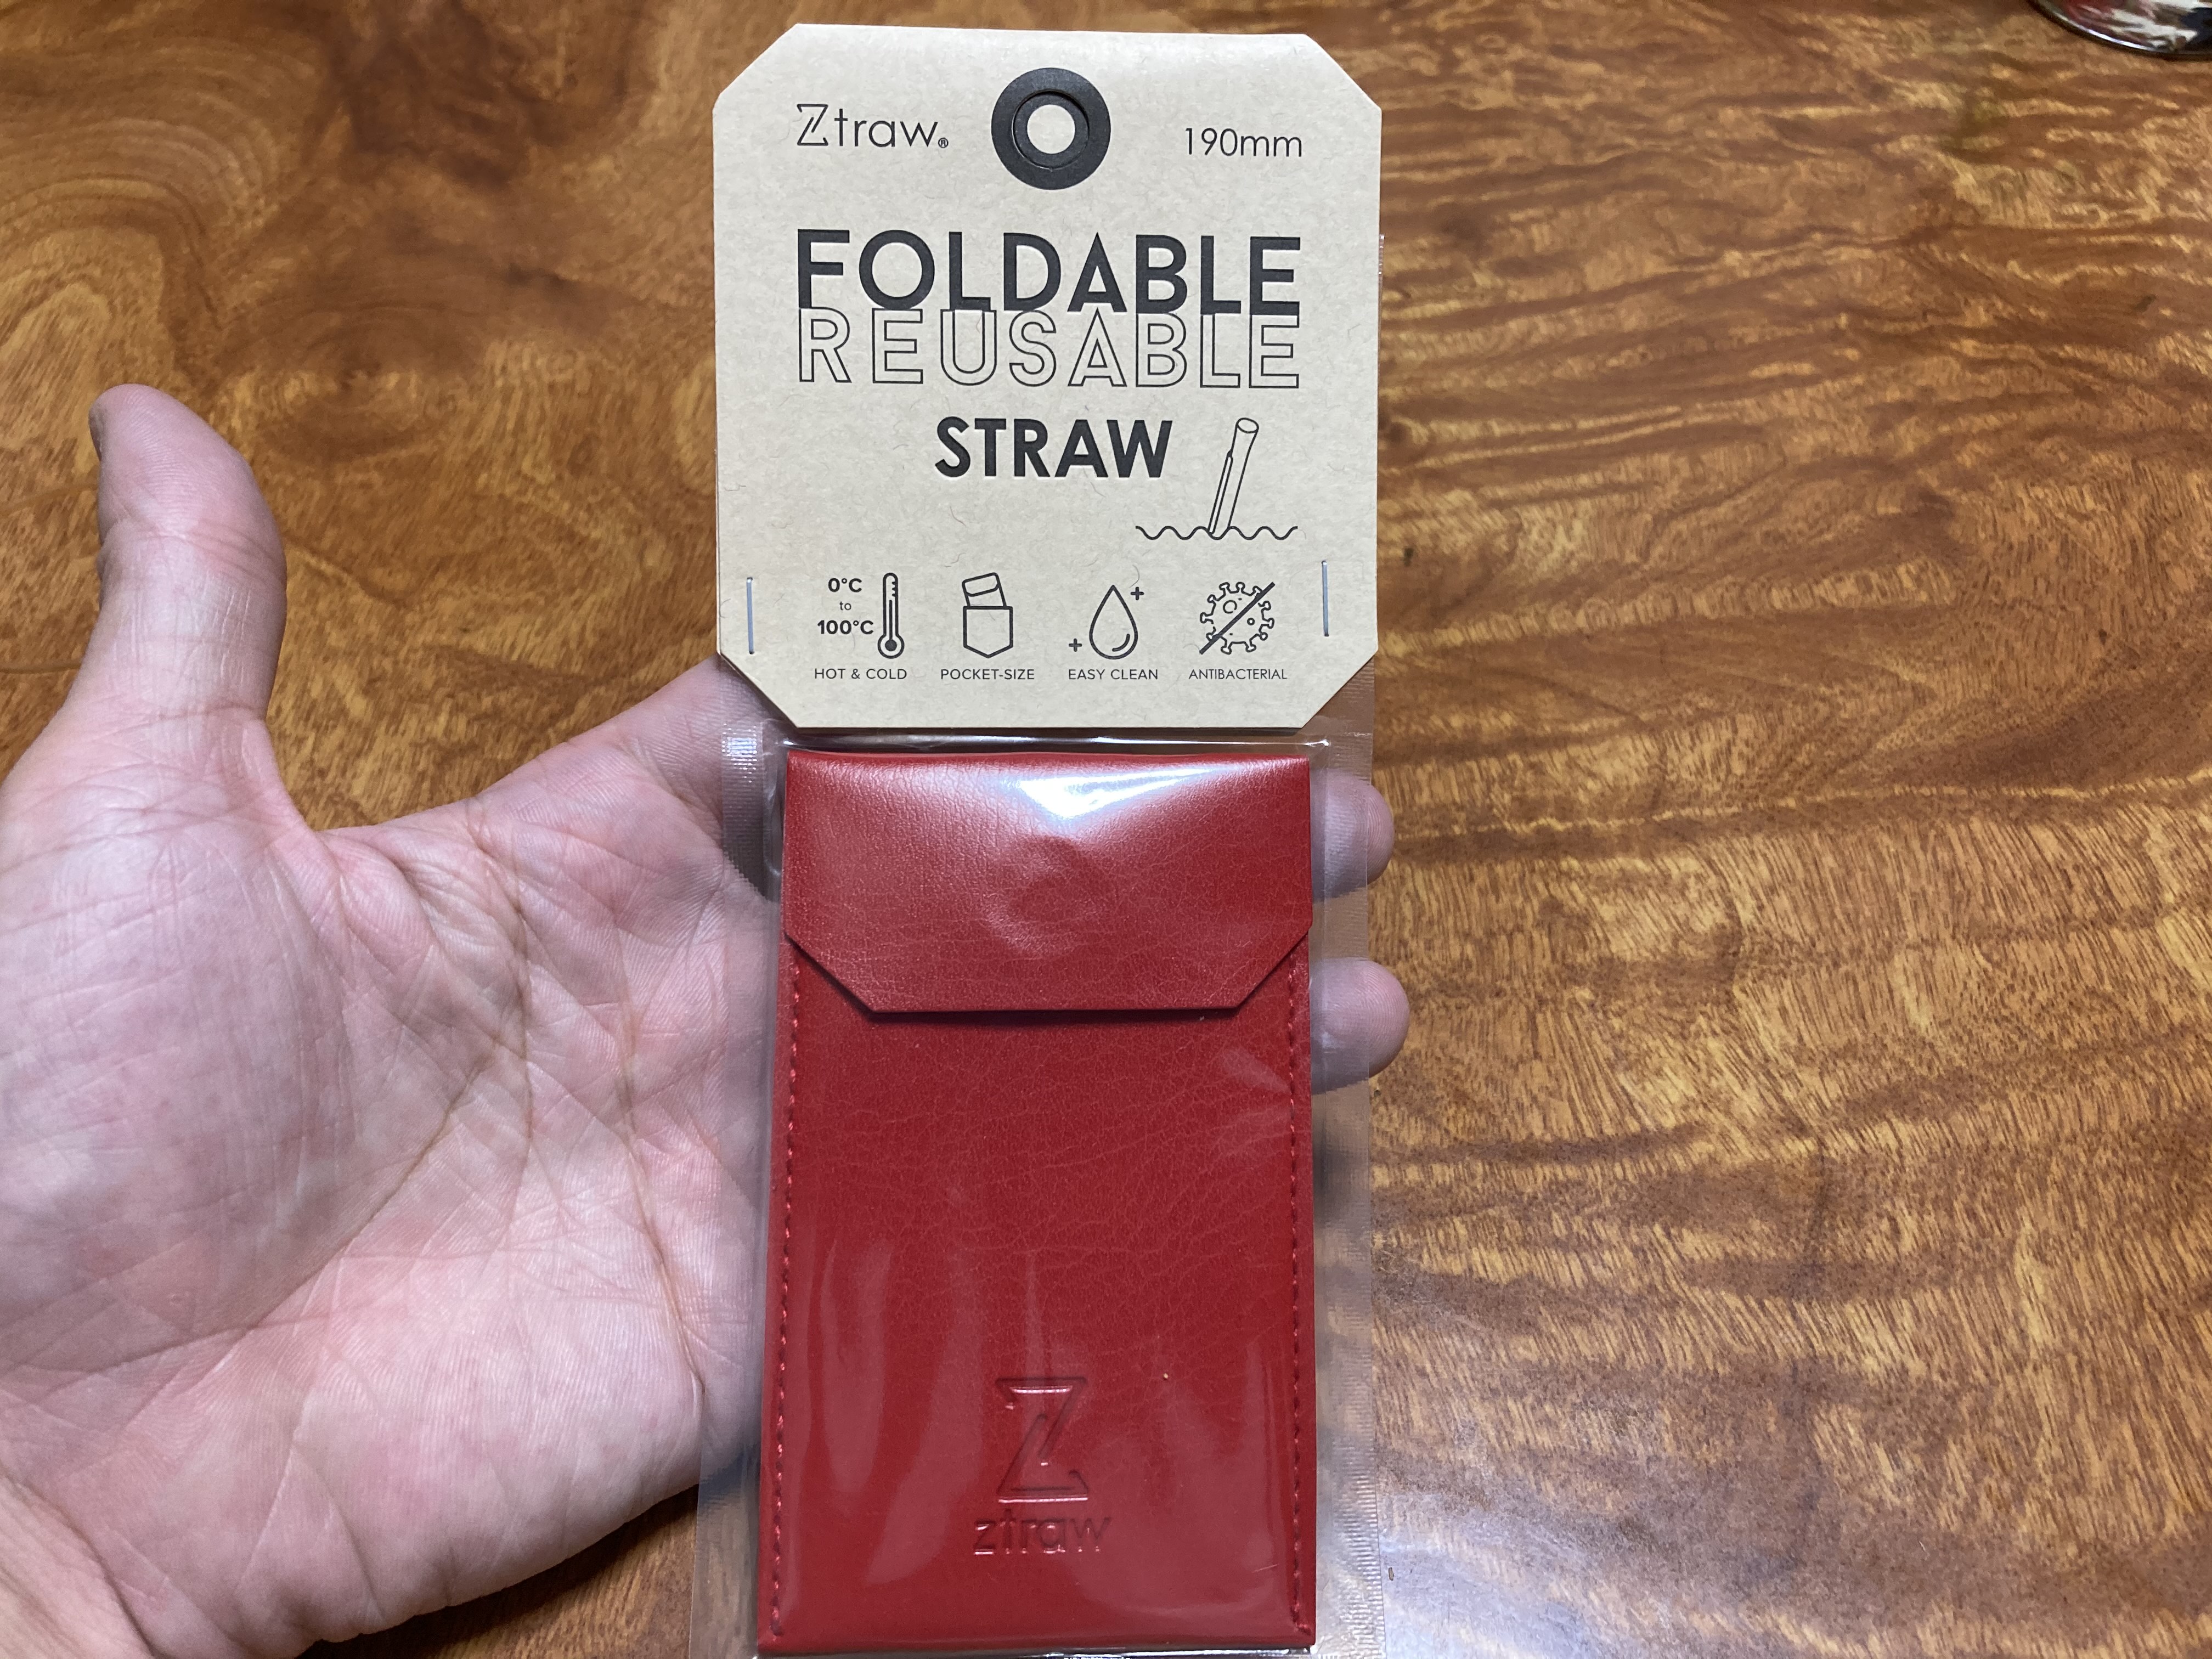 Ztraw® 190mm
FOLDABLE
REUSABLE
STRAW
0°C
to
100°C
HOT & COLD POCKET-SIZE EASY CLEAN ANTIBACTERIAL
Z
ztraw